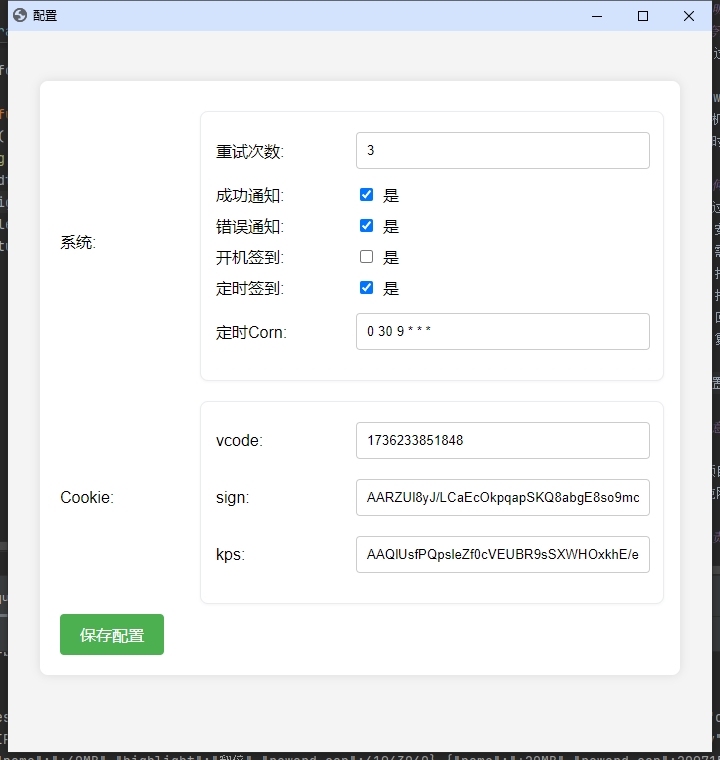 配置
重试次数: 3
成功通知: 是
错误通知: 是
开机签到: 是
定时签到: 是
系统:
定时Corn: 0 30 9 * * *
vcode: 1736233851848
Cookie:
sign: AARZUl8yJ/LCaEcOkpqapSKQ8abgE8so9mc
kps: AAQIUsfPQpsleZf0cVEUBR9sSXWHOxkhE/e
保存配置